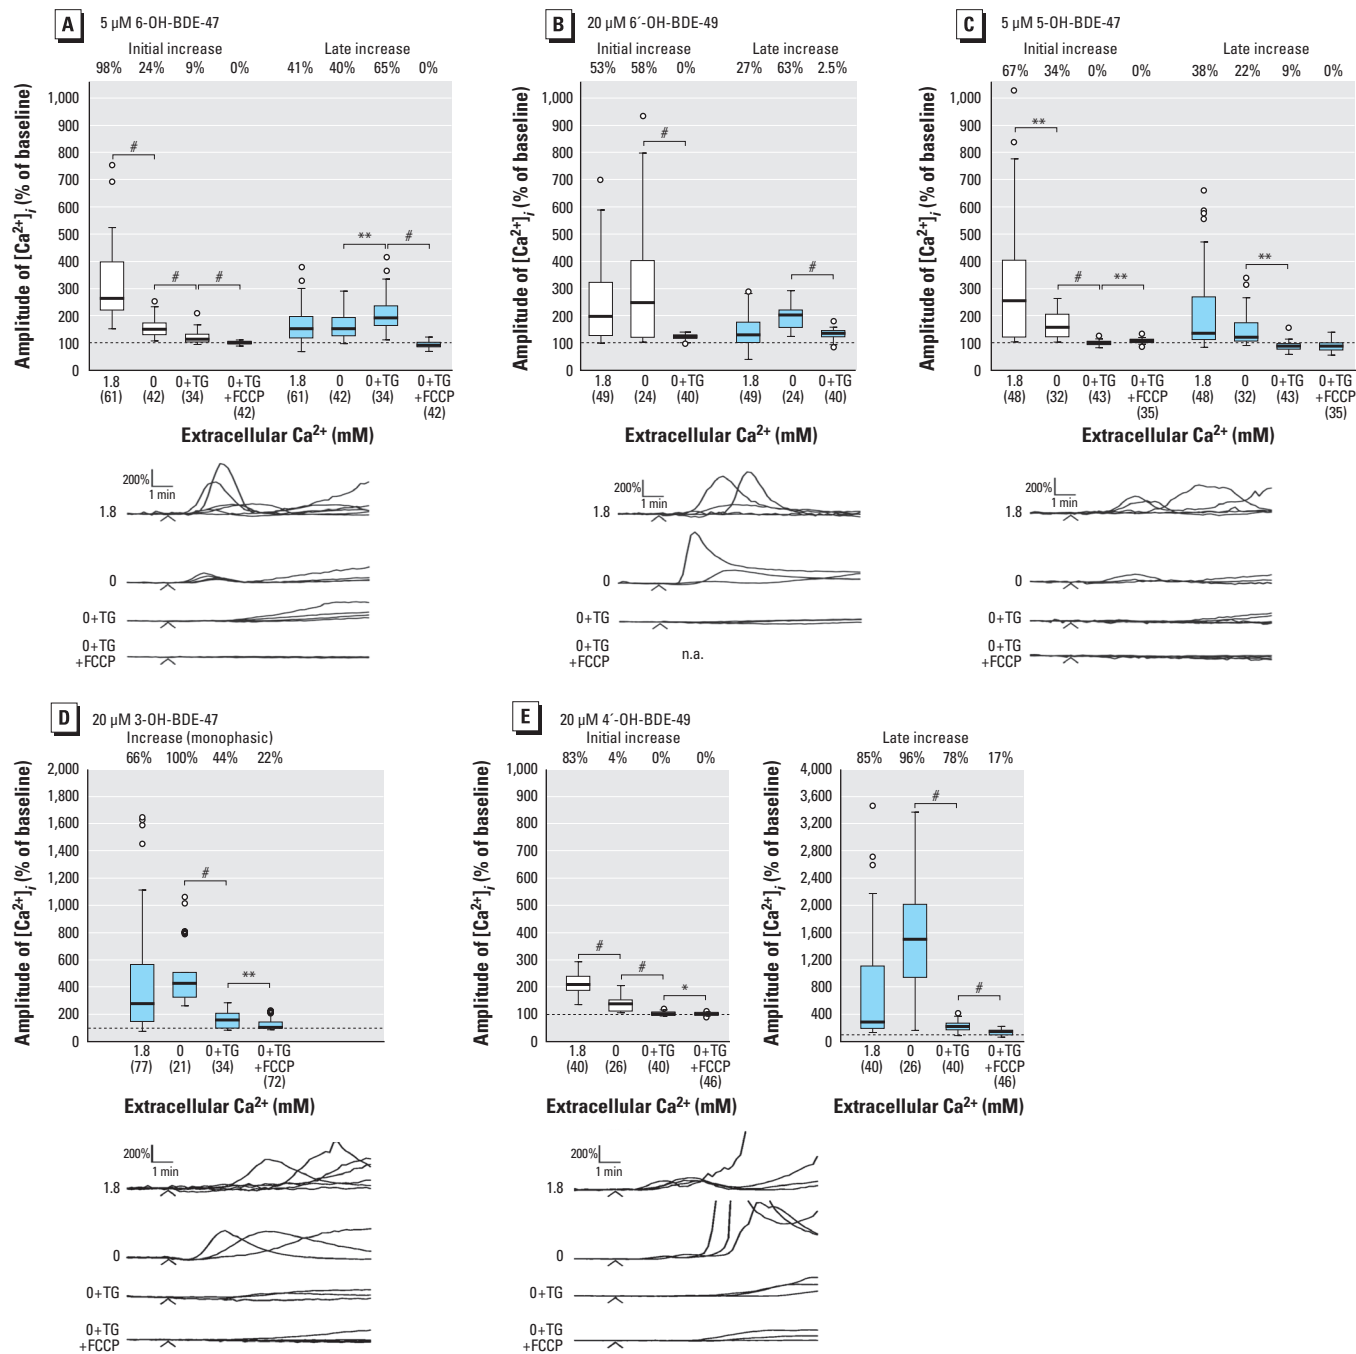 A 5 µM 6-OH-BDE-47
Initial increase Late increase
98% 24% 9% 0% 41% 40% 65% 0%
Amplitude of [Ca2+]i (% of baseline)
1,000
900
800
700
600
500
400
300
200
100
0
# # # ** #
1.8 0 0+TG 0+TG 1.8 0 0+TG 0+TG
(61) (42) (34) +FCCP (61) (42) (34) +FCCP
(42) (42)
Extracellular Ca2+ (mM)
200%
1 min
1.8
0
0+TG
0+TG
+FCCP
B 20 µM 6´-OH-BDE-49
Initial increase Late increase
53% 58% 0% 27% 63% 2.5%
Amplitude of [Ca2+]i (% of baseline)
1,000
900
800
700
600
500
400
300
200
100
0
# #
1.8 0 0+TG 1.8 0 0+TG
(49) (24) (40) (49) (24) (40)
Extracellular Ca2+ (mM)
200%
1 min
1.8
0
0+TG
0+TG
+FCCP
n.a.
C 5 µM 5-OH-BDE-47
Initial increase Late increase
67% 34% 0% 0% 38% 22% 9% 0%
Amplitude of [Ca2+]i (% of baseline)
1,000
900
800
700
600
500
400
300
200
100
0
** # ** **
1.8 0 0+TG 0+TG 1.8 0 0+TG 0+TG
(48) (32) (43) +FCCP (48) (32) (43) +FCCP
(35) (35)
Extracellular Ca2+ (mM)
200%
1 min
1.8
0
0+TG
0+TG
+FCCP
D 20 µM 3-OH-BDE-47
Increase (monophasic)
66% 100% 44% 22%
Amplitude of [Ca2+]i (% of baseline)
2,000
1,800
1,600
1,400
1,200
1,000
800
600
400
200
0
# **
1.8 0 0+TG 0+TG
(77) (21) (34) +FCCP
(72)
Extracellular Ca2+ (mM)
200%
1 min
1.8
0
0+TG
0+TG
+FCCP
E 20 µM 4´-OH-BDE-49
Initial increase
83% 4% 0% 0%
Amplitude of [Ca2+]i (% of baseline)
1,000
900
800
700
600
500
400
300
200
100
0
# # *
1.8 0 0+TG 0+TG
(40) (26) (40) +FCCP
(46)
Extracellular Ca2+ (mM)
Late increase
85% 96% 78% 17%
Amplitude of [Ca2+]i (% of baseline)
4,000
3,600
3,200
2,800
2,400
2,000
1,600
1,200
800
400
0
# #
1.8 0 0+TG 0+TG
(40) (26) (40) +FCCP
(46)
Extracellular Ca2+ (mM)
200%
1 min
1.8
0
0+TG
0+TG
+FCCP